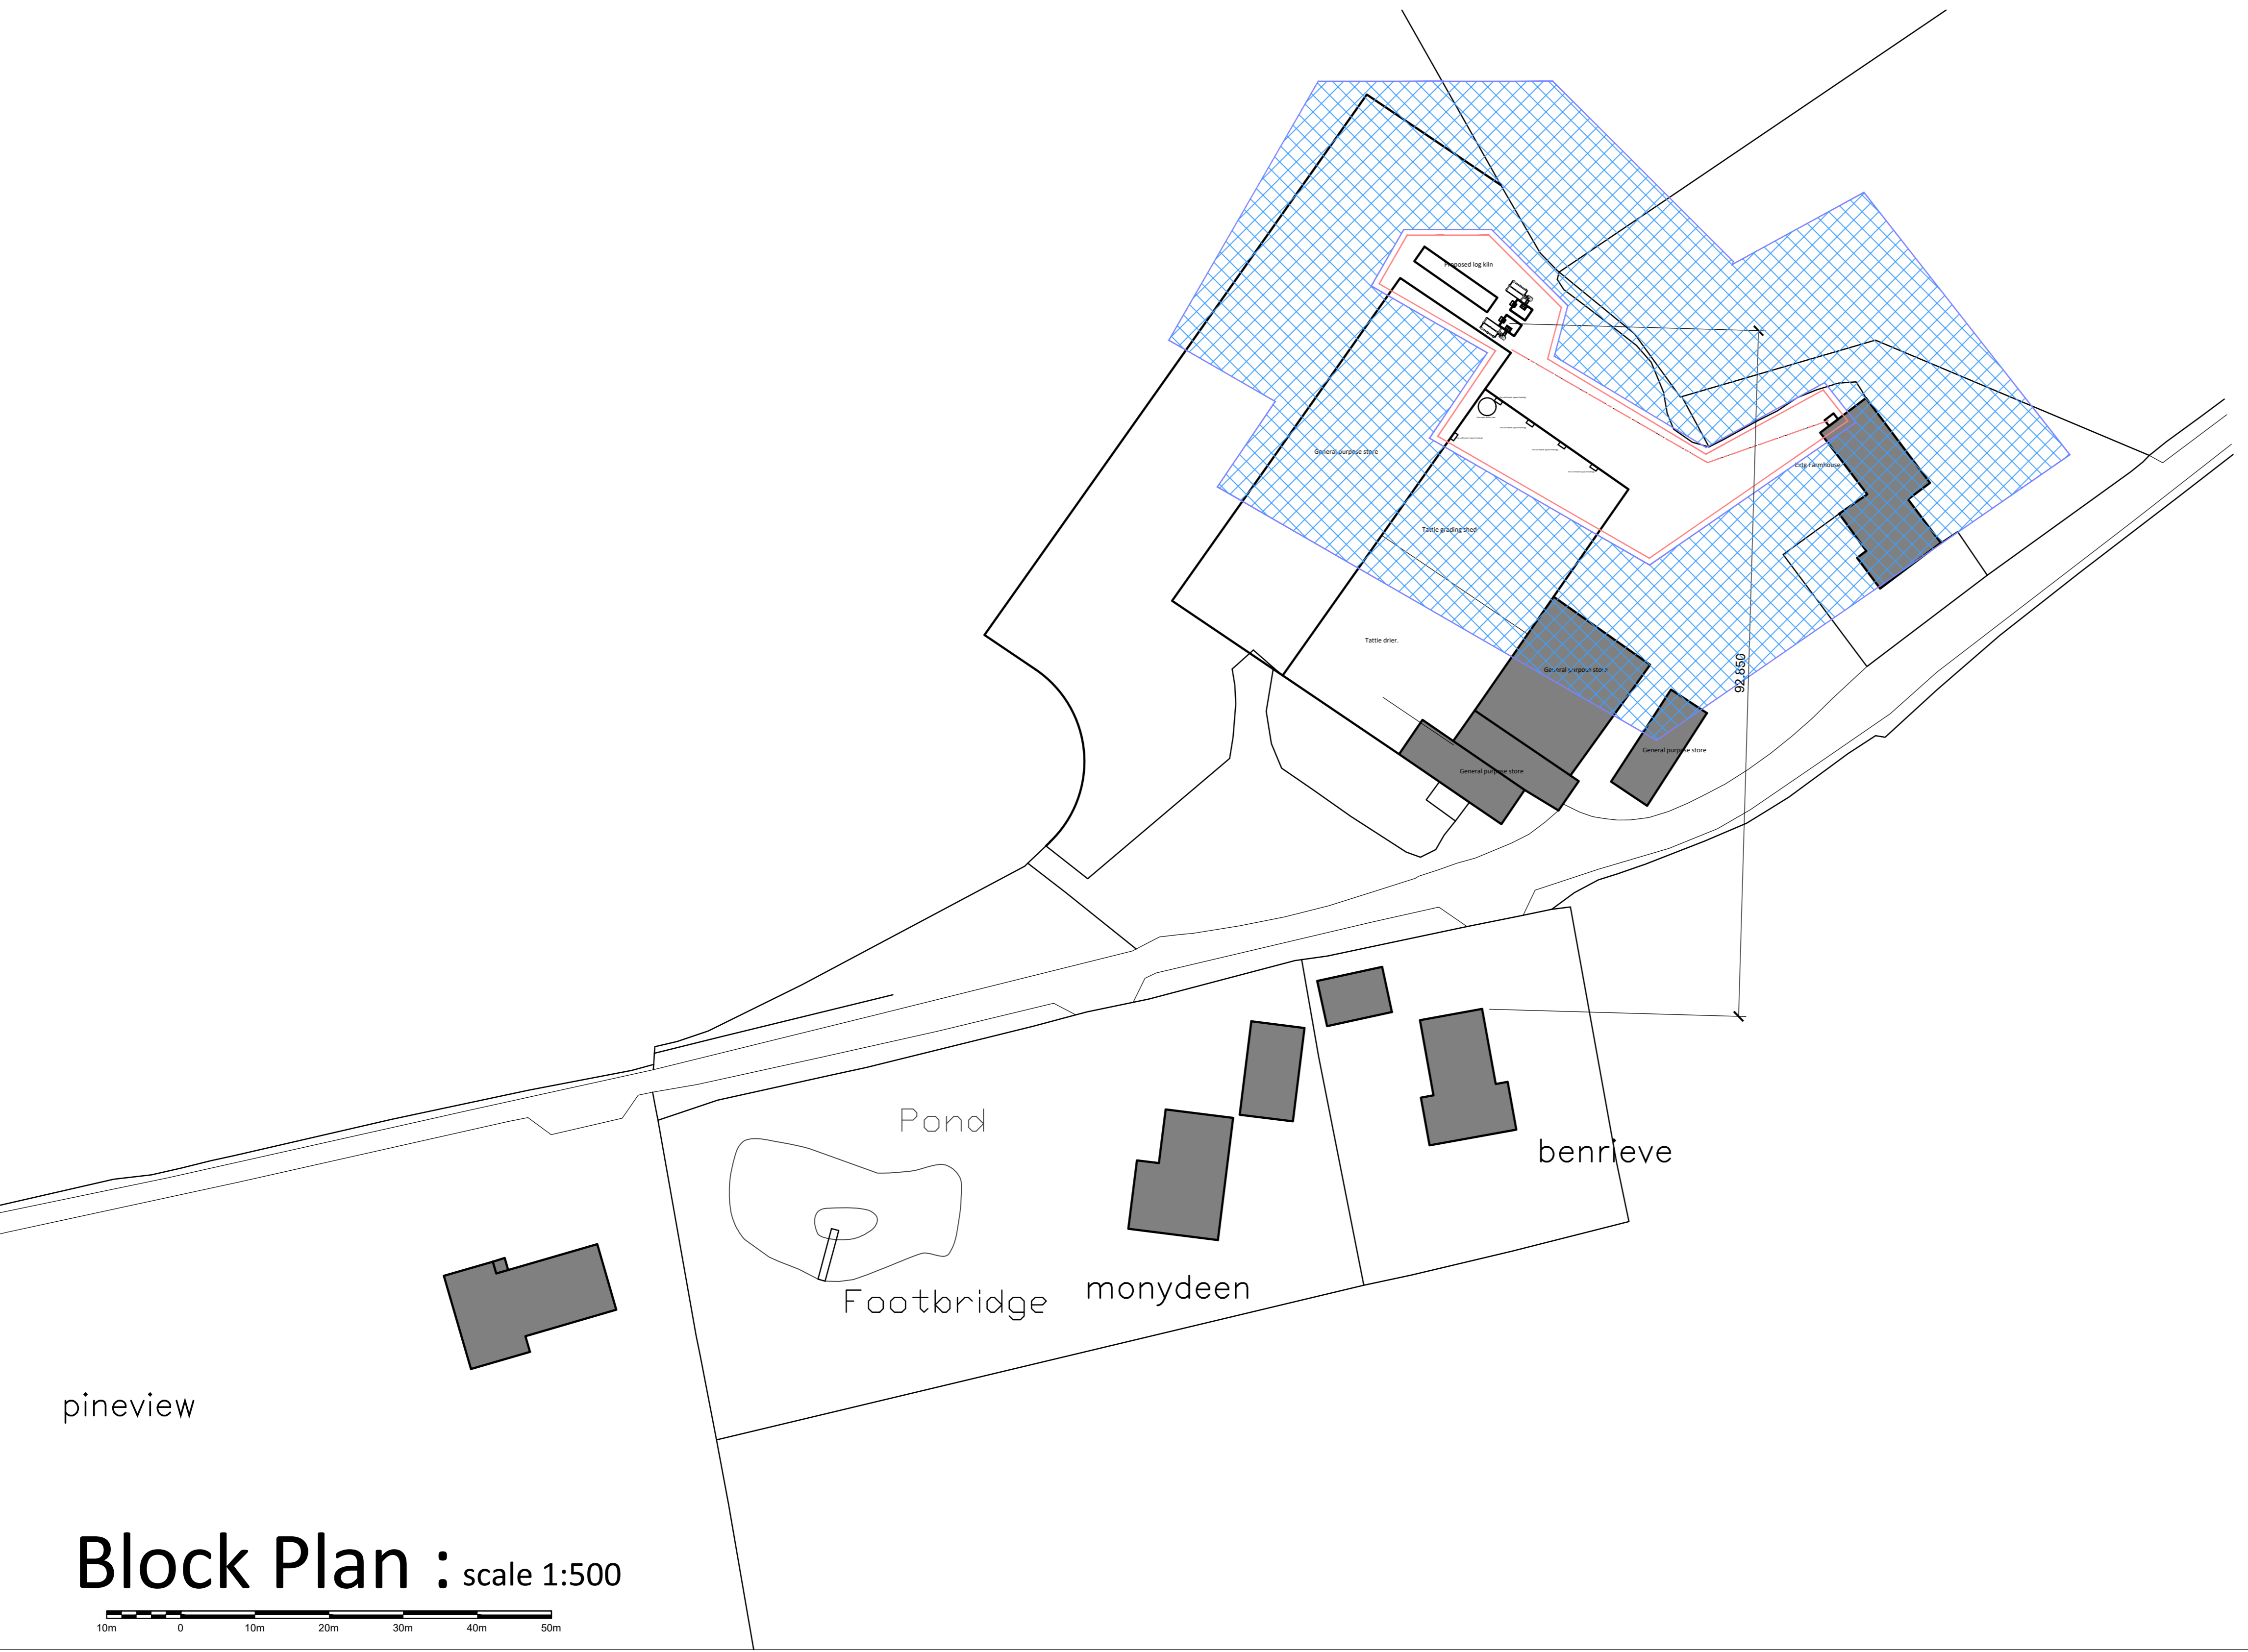 Proposed log kiln
General purpose store
Extg Farmhouse
Tattie grading shed
Tattie drier.
General purpose store
92.850
General purpose store
General purpose store
Pond
benrieve
Footbridge
monydeen
pineview
Block Plan : scale 1:500
10m 0 10m 20m 30m 40m 50m